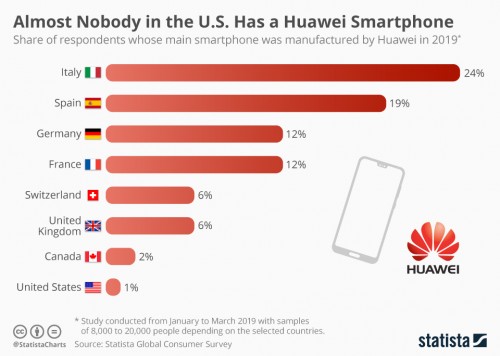 Almost Nobody in the U.S. Has a Huawei Smartphone
Share of respondents whose main smartphone was manufactured by Huawei in 2019*
Italy 24%
Spain 19%
Germany 12%
France 12%
Switzerland 6%
United
Kingdom 6%
Canada 2%
United States 1%
HUAWEI
* Study conducted from January to March 2019 with samples
of 8,000 to 20,000 people depending on the selected countries.
@StatistaCharts Source: Statista Global Consumer Survey
statista